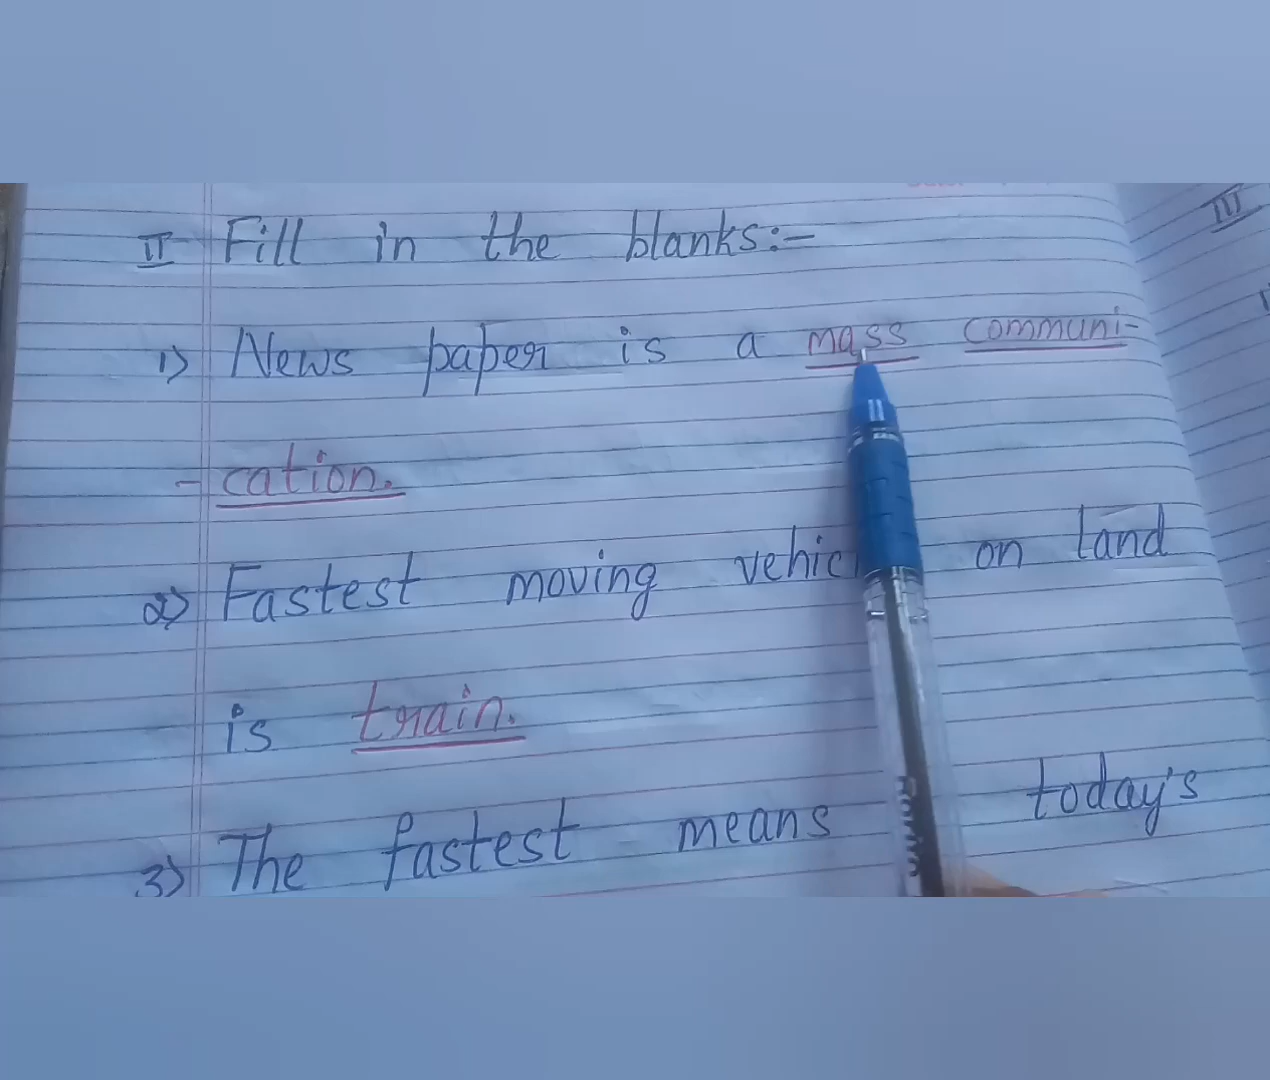 II Fill in the blanks:-
1) News paper is a mass communi-
-cation.
2) Fastest moving on land
is train.
3) The fastest means today's
III